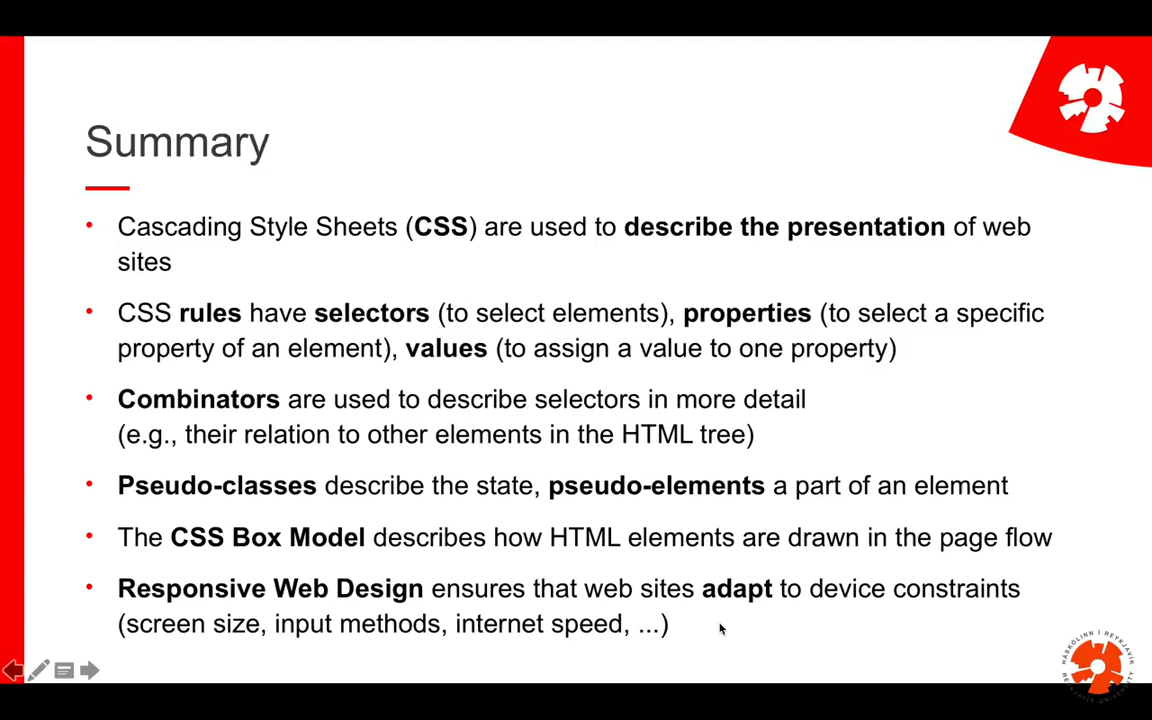 Summary
• Cascading Style Sheets (CSS) are used to describe the presentation of web
sites
• CSS rules have selectors (to select elements), properties (to select a specific
property of an element), values (to assign a value to one property)
• Combinators are used to describe selectors in more detail
(e.g., their relation to other elements in the HTML tree)
• Pseudo-classes describe the state, pseudo-elements a part of an element
• The CSS Box Model describes how HTML elements are drawn in the page flow
• Responsive Web Design ensures that web sites adapt to device constraints
(screen size, input methods, internet speed, ...)
HÁSKÓLINN Í REYKJAVÍK
REYKJAVIK UNIVERSITY